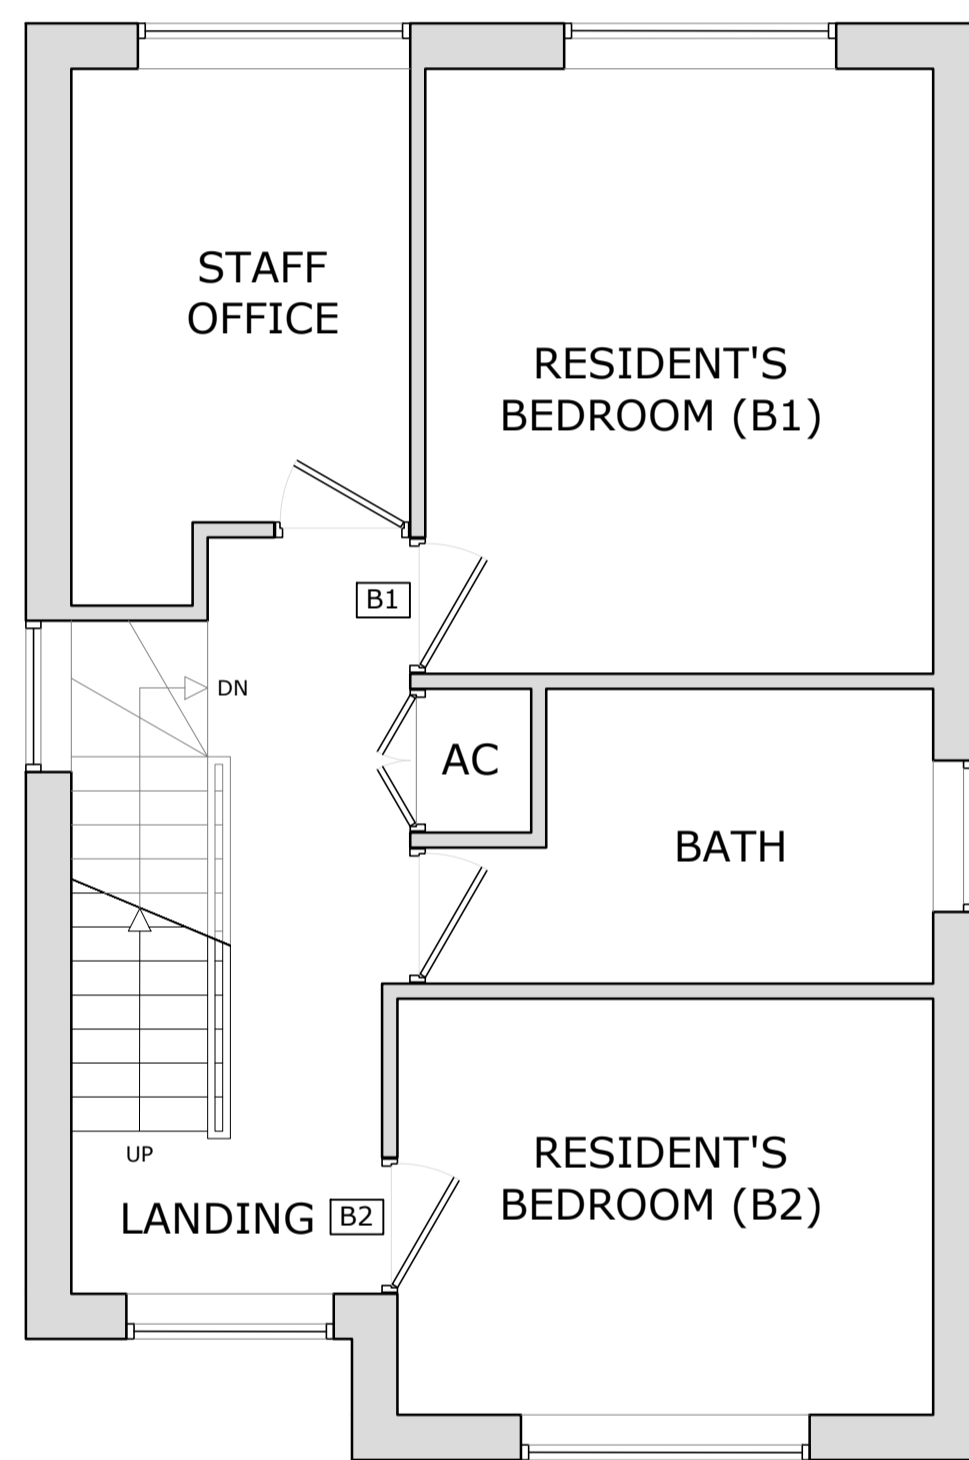 STAFF
OFFICE
RESIDENT'S
BEDROOM (B1)
B1
DN
AC
BATH
UP
RESIDENT'S
BEDROOM (B2)
LANDING
B2